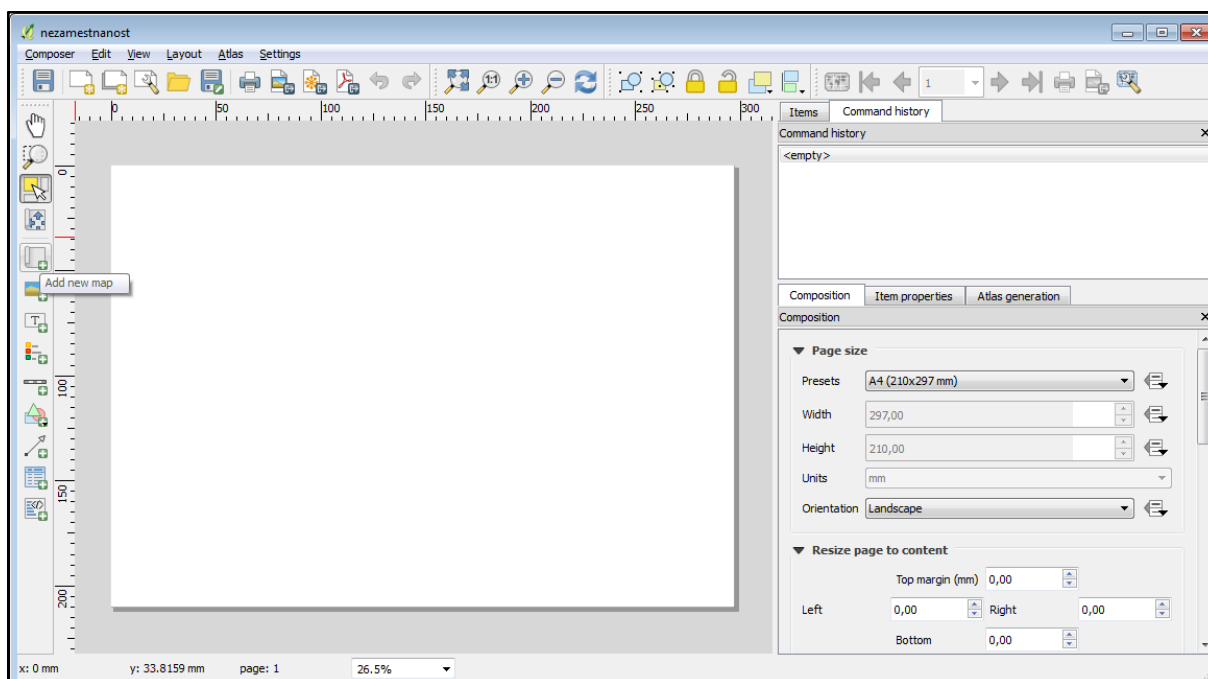 nezamestnanost
Composer Edit View Layout Atlas Settings
1:1
1
0 50 100 150 200 250 300
Items Command history
Command history
<empty>
0
Add new map
T
100
150
200
Composition Item properties Atlas generation
Composition
Page size
Presets A4 (210x297 mm)
Width 297,00
Height 210,00
Units mm
Orientation Landscape
Resize page to content
Top margin (mm) 0,00
Left 0,00 Right 0,00
Bottom 0,00
x: 0 mm y: 33.8159 mm page: 1 26.5%